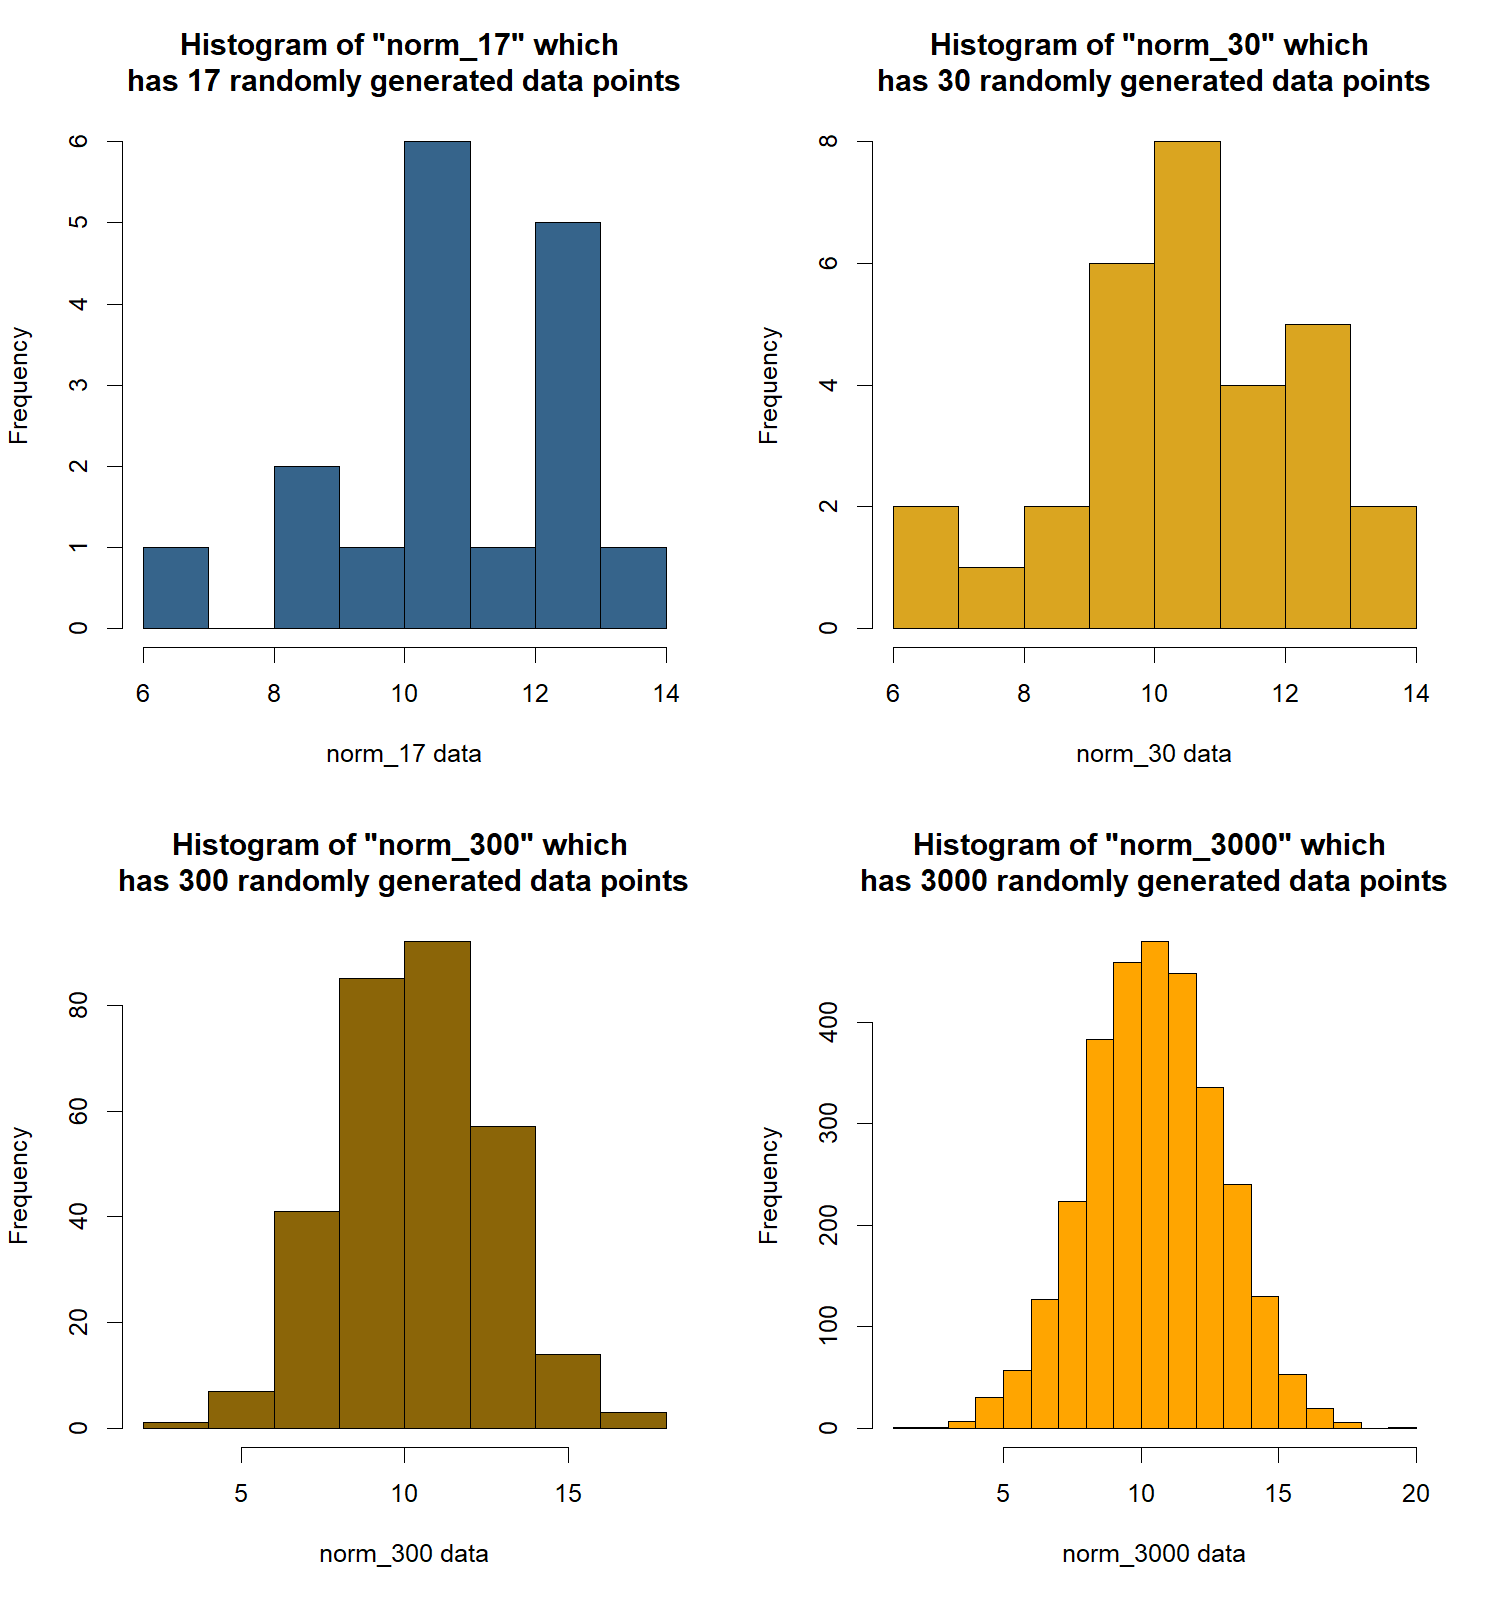 Histogram of "norm_17" which
has 17 randomly generated data points
Frequency
6
5
4
3
2
1
0
6 8 10 12 14
norm_17 data
Histogram of "norm_30" which
has 30 randomly generated data points
Frequency
8
6
4
2
0
6 8 10 12 14
norm_30 data
Histogram of "norm_300" which
has 300 randomly generated data points
Frequency
80
60
40
20
0
5 10 15
norm_300 data
Histogram of "norm_3000" which
has 3000 randomly generated data points
Frequency
400
300
200
100
0
5 10 15 20
norm_3000 data